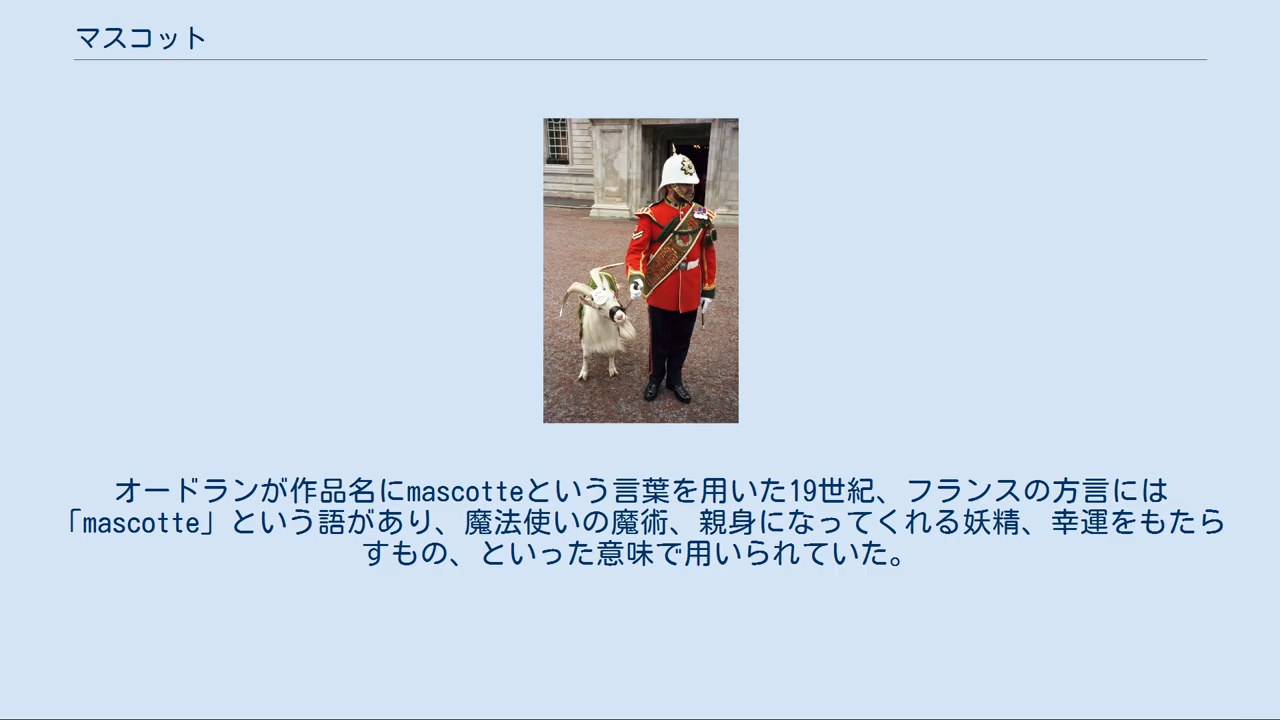 マスコット
オードランが作品名にmascotteという言葉を用いた19世紀、フランスの方言には
「mascotte」という語があり、魔法使いの魔術、親身になってくれる妖精、幸運をもたら
すもの、といった意味で用いられていた。